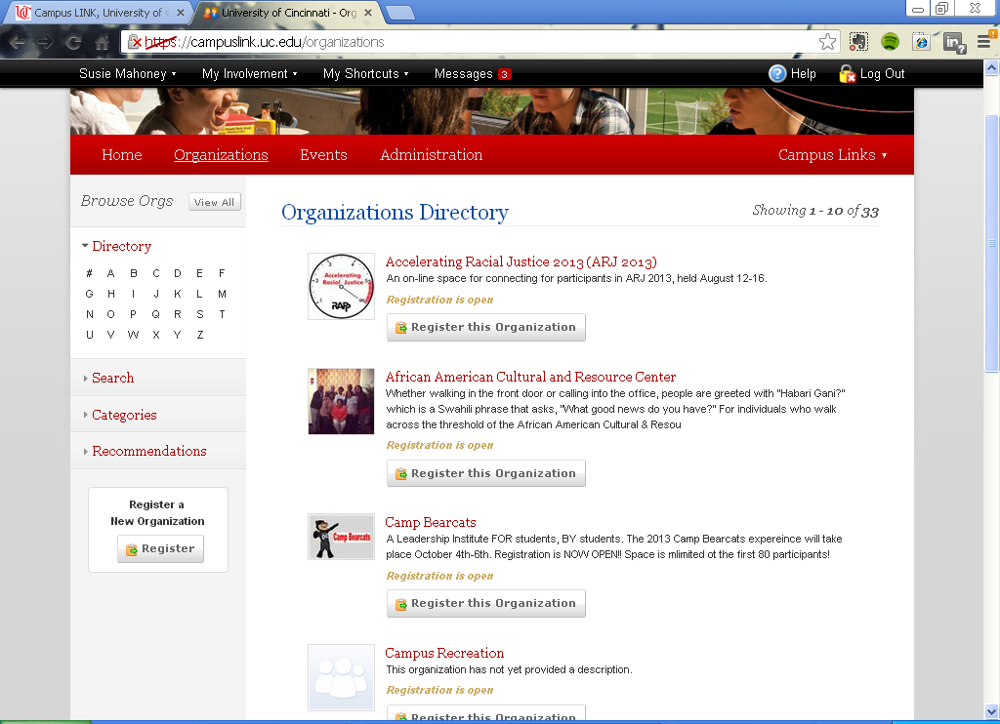 Campus LINK, University of C
University of Cincinnati - Org
https://campuslink.uc.edu/organizations
Susie Mahoney
My Involvement
My Shortcuts
Messages 3
Help
Log Out
Home
Organizations
Events
Administration
Campus Links
Browse Orgs
View All
Organizations Directory
Showing 1 - 10 of 33
Directory
# A B C D E F
G H I J K L M
N O P Q R S T
U V W X Y Z
Search
Categories
Recommendations
Register a
New Organization
Register
Accelerating Racial Justice
RAPP
Accelerating Racial Justice 2013 (ARJ 2013)
An on-line space for connecting for participants in ARJ 2013, held August 12-16.
Registration is open
Register this Organization
African American Cultural and Resource Center
Whether walking in the front door or calling into the office, people are greeted with "Habari Gani?"
which is a Swahili phrase that asks, "What good news do you have?" For individuals who walk
across the threshold of the African American Cultural & Resou
Registration is open
Register this Organization
Camp Bearcats
Camp Bearcats
A Leadership Institute FOR students, BY students. The 2013 Camp Bearcats expereince will take
place October 4th-6th. Registration is NOW OPEN!! Space is mlimited ot the first 80 participants!
Registration is open
Register this Organization
Campus Recreation
This organization has not yet provided a description.
Registration is open
Register this Organization